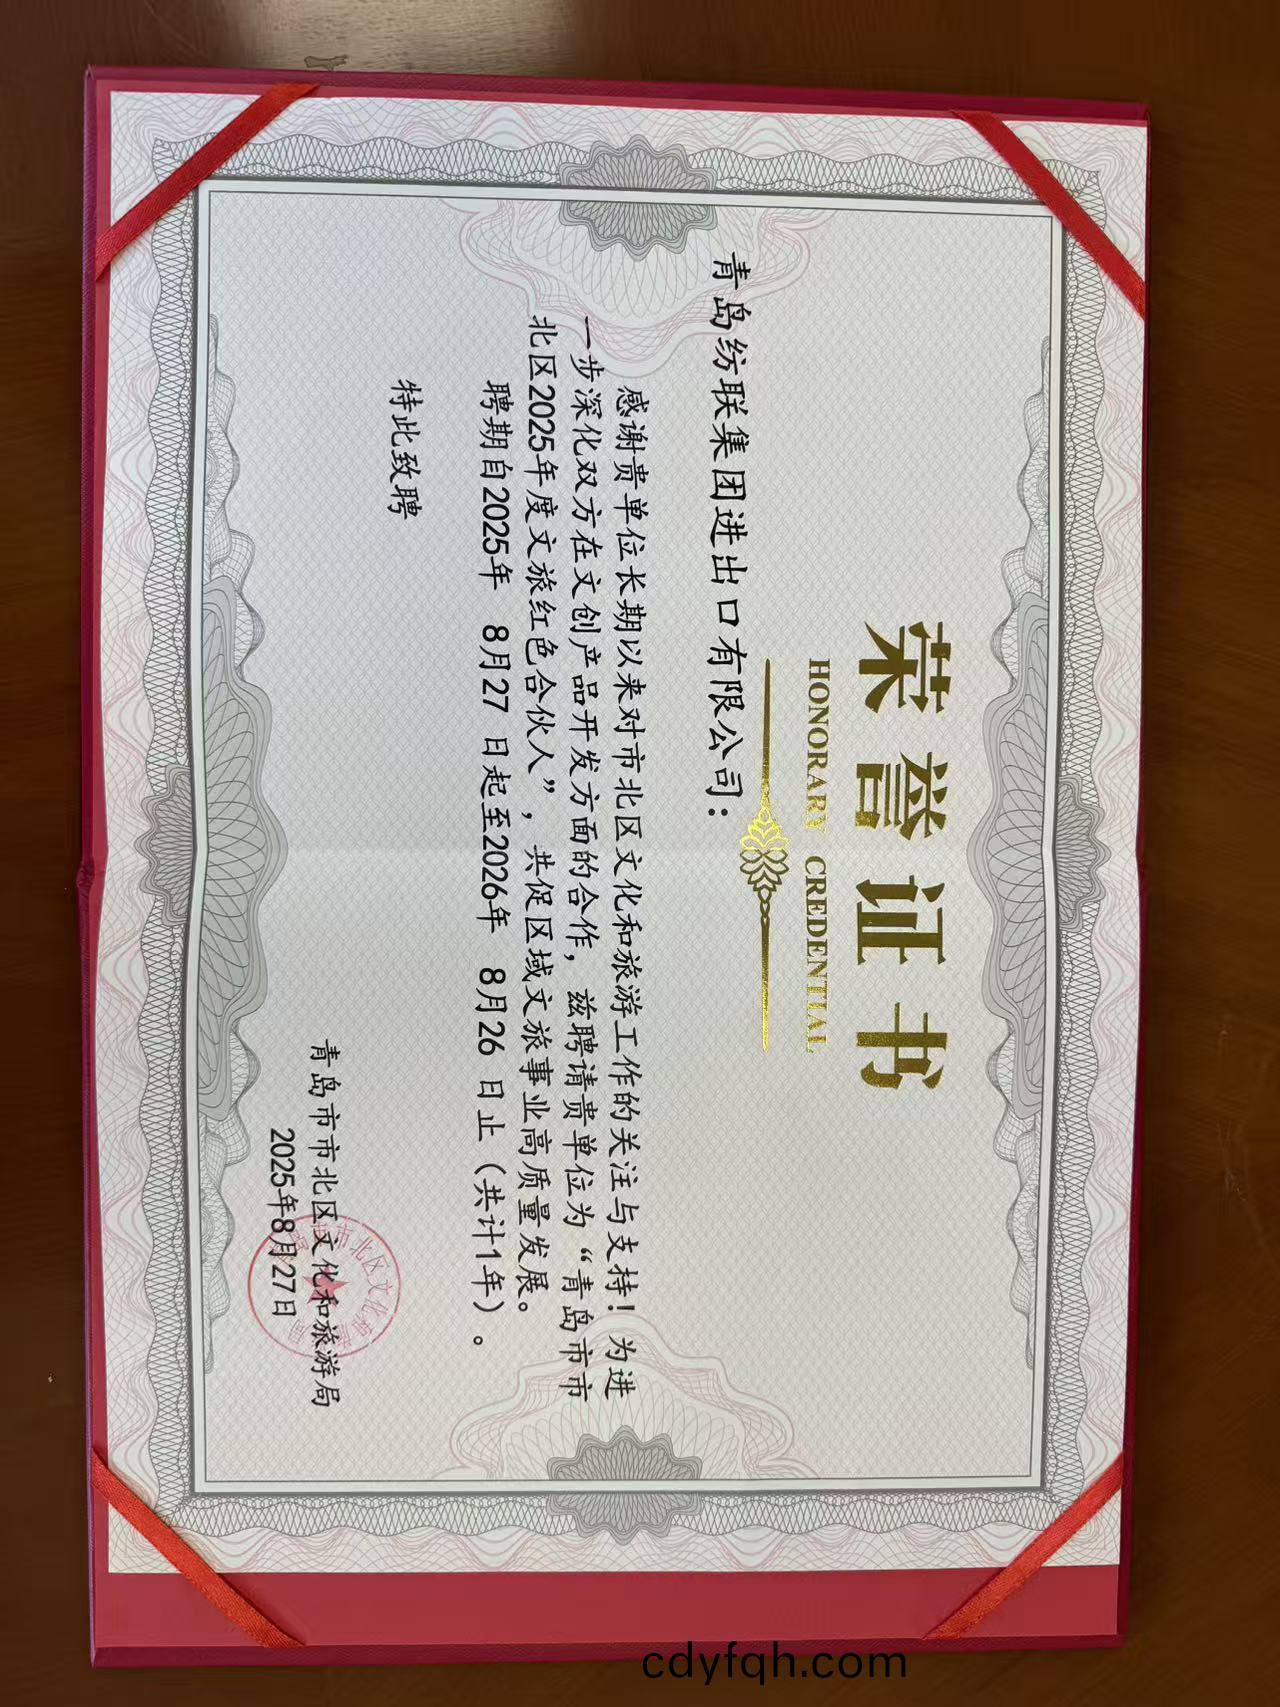 荣誉证书
HONORARY CREDENTIAL
青岛纺联集团进出口有限公司：
感谢贵单位长期以来对市北区文化和旅游工作的关注与支持！为进
一步深化双方在文创产品开发方面的合作，兹聘请贵单位为“青岛市市
北区2025年度文旅红色合伙人”，共促区域文旅事业高质量发展。
聘期自2025年 8月27 日起至2026年 8月26 日止（共计1年）。
特此致聘
青岛市市北区文化和旅游局
2025年8月27日
cdyfqh.com